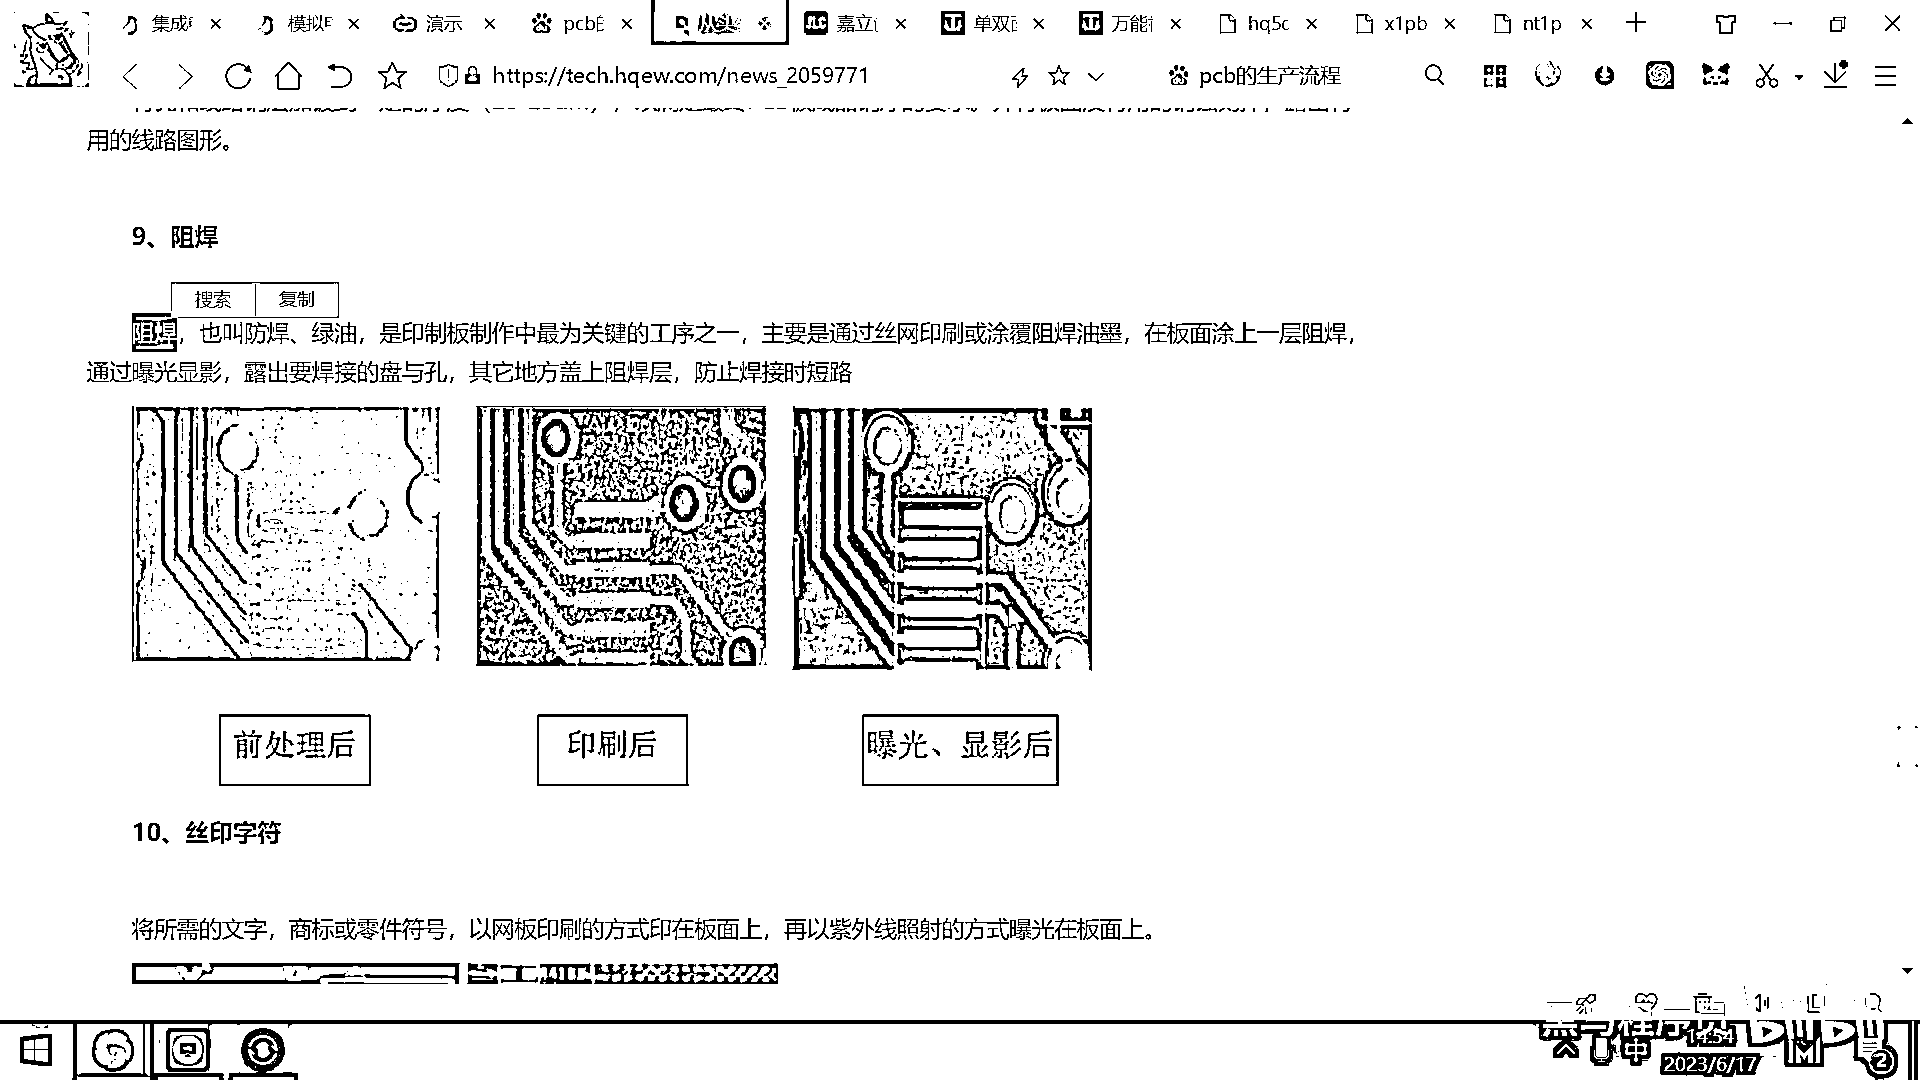 集成
模拟
演示
pcb的
嘉立
单双面
万能
hq5c
x1pb
nt1p
https://tech.hqew.com/news_2059771
pcb的生产流程
用的线路图形。
9、阻焊
搜索
复制
阻焊，也叫防焊、绿油，是印制板制作中最为关键的工序之一，主要是通过丝网印刷或涂覆阻焊油墨，在板面涂上一层阻焊，
通过曝光显影，露出要焊接的盘与孔，其它地方盖上阻焊层，防止焊接时短路
前处理后
印刷后
曝光、显影后
10、丝印字符
将所需的文字，商标或零件符号，以网板印刷的方式印在板面上，再以紫外线照射的方式曝光在板面上。
中
14:54
2023/6/17
2